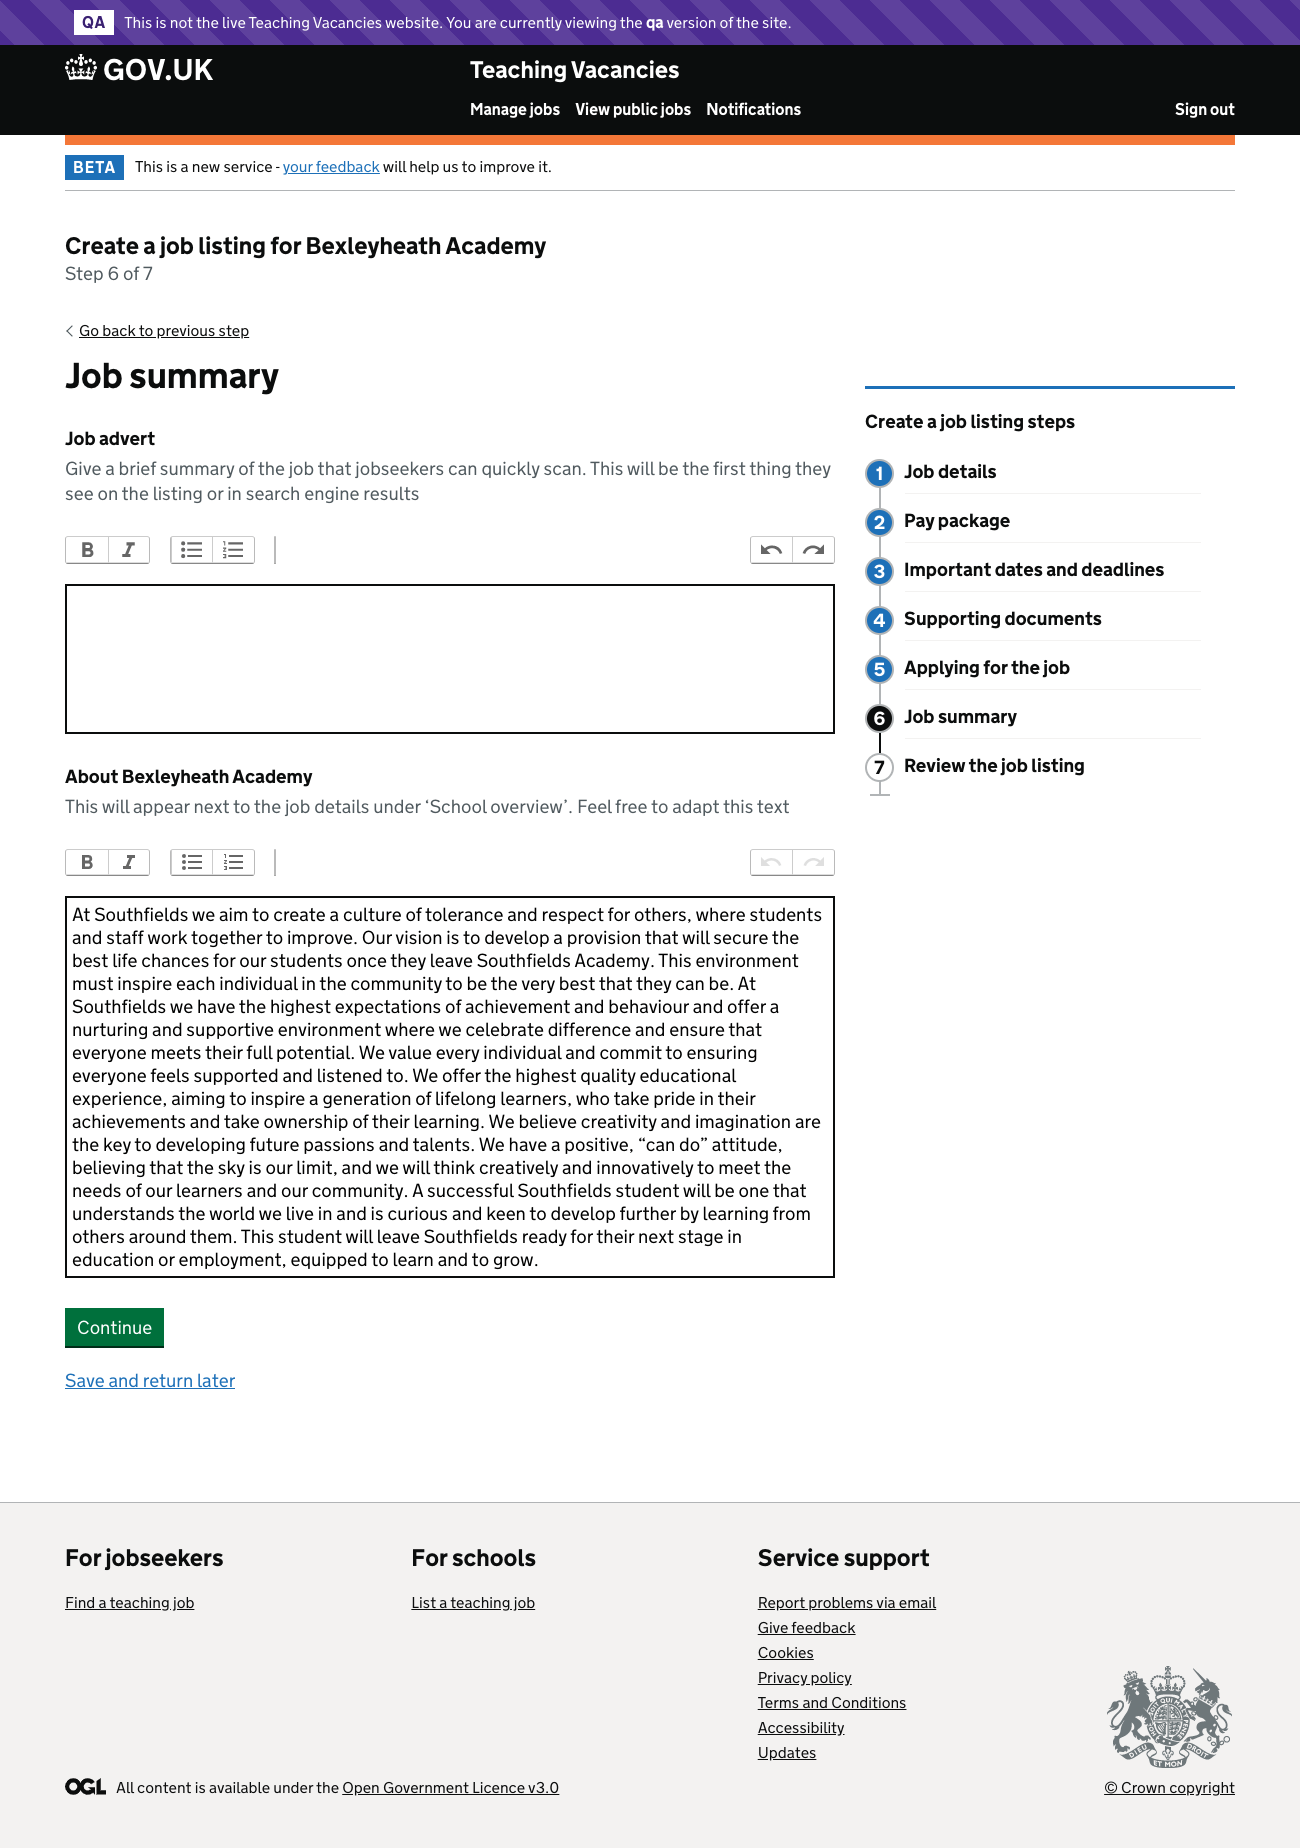 QA This is not the live Teaching Vacancies website. You are currently viewing the qa version of the site.
GOV.UK
Teaching Vacancies
Manage jobs View public jobs Notifications Sign out
BETA This is a new service - your feedback will help us to improve it.
Create a job listing for Bexleyheath Academy
Step 6 of 7
Go back to previous step
Job summary
Job advert
Give a brief summary of the job that jobseekers can quickly scan. This will be the first thing they
see on the listing or in search engine results
B I
About Bexleyheath Academy
This will appear next to the job details under ‘School overview’. Feel free to adapt this text
B I
At Southfields we aim to create a culture of tolerance and respect for others, where students
and staff work together to improve. Our vision is to develop a provision that will secure the
best life chances for our students once they leave Southfields Academy. This environment
must inspire each individual in the community to be the very best that they can be. At
Southfields we have the highest expectations of achievement and behaviour and offer a
nurturing and supportive environment where we celebrate difference and ensure that
everyone meets their full potential. We value every individual and commit to ensuring
everyone feels supported and listened to. We offer the highest quality educational
experience, aiming to inspire a generation of lifelong learners, who take pride in their
achievements and take ownership of their learning. We believe creativity and imagination are
the key to developing future passions and talents. We have a positive, “can do” attitude,
believing that the sky is our limit, and we will think creatively and innovatively to meet the
needs of our learners and our community. A successful Southfields student will be one that
understands the world we live in and is curious and keen to develop further by learning from
others around them. This student will leave Southfields ready for their next stage in
education or employment, equipped to learn and to grow.
Continue
Save and return later
Create a job listing steps
1 Job details
2 Pay package
3 Important dates and deadlines
4 Supporting documents
5 Applying for the job
6 Job summary
7 Review the job listing
For jobseekers
Find a teaching job
For schools
List a teaching job
Service support
Report problems via email
Give feedback
Cookies
Privacy policy
Terms and Conditions
Accessibility
Updates
OGL All content is available under the Open Government Licence v3.0
© Crown copyright